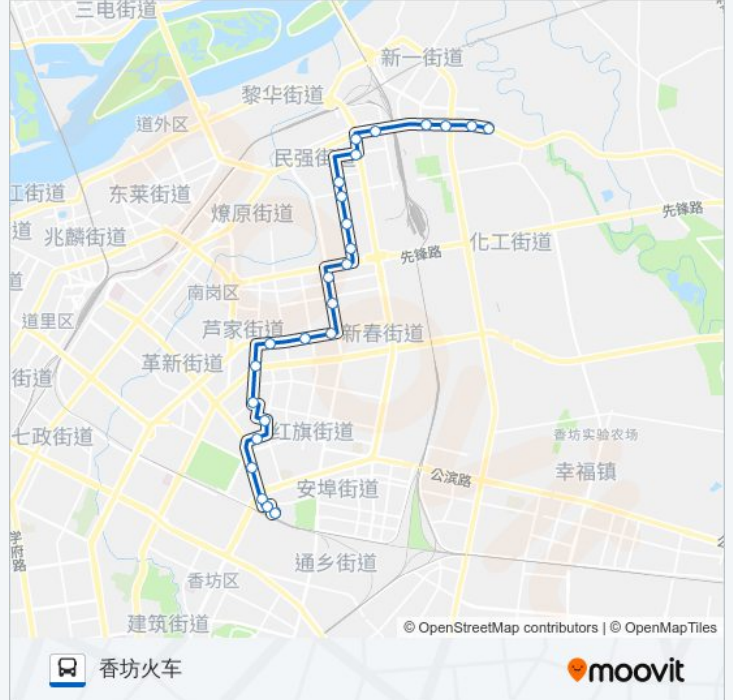 三电街道
新一街道
黎华街道
道外区
民强街道
江街道
东莱街道
燎原街道
先锋路
道
兆麟街道
化工街道
先锋路
道
南岗区
道里区
芦家街道
新春街道
革新街道
街道
七政街道
红旗街道
香坊实验农场
幸福镇
公滨路
安埠街道
学府路
公
通乡街道
香坊区
建筑街道
© OpenStreetMap contributors | © OpenMapTiles
香坊火车
moovit